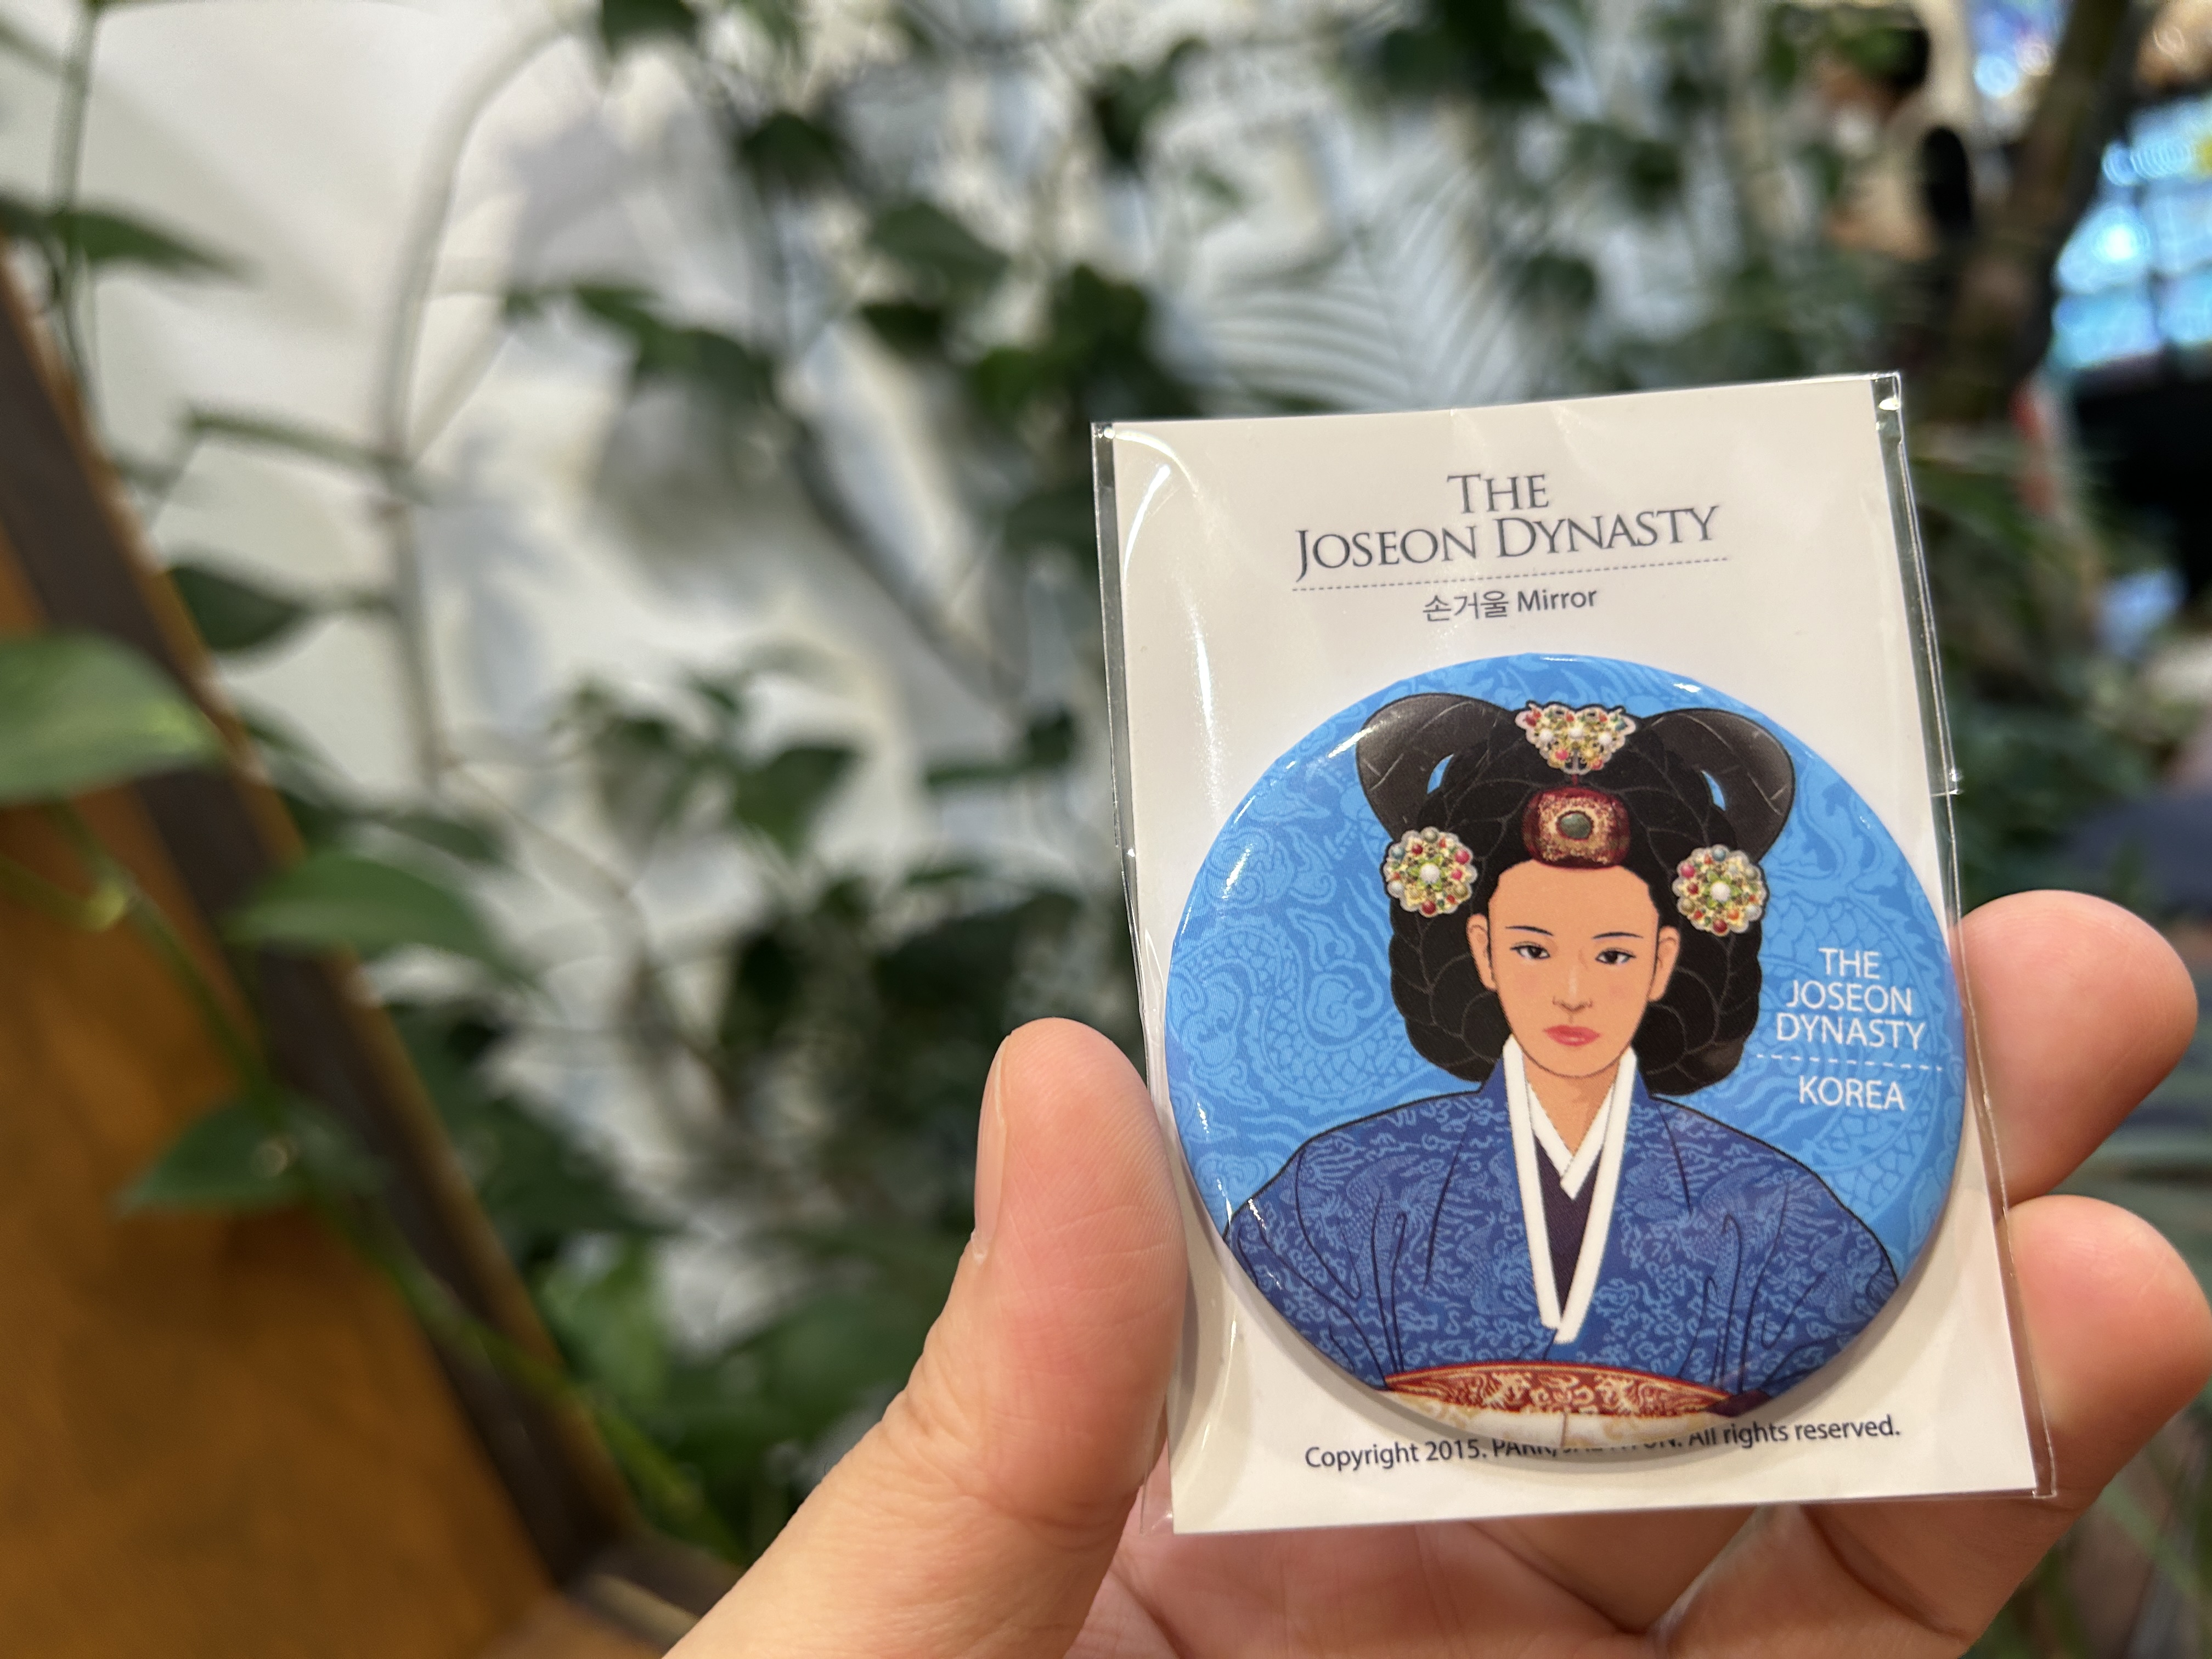 THE
JOSEON DYNASTY
손거울 Mirror
THE
JOSEON
DYNASTY
KOREA
Copyright 2015. All rights reserved.